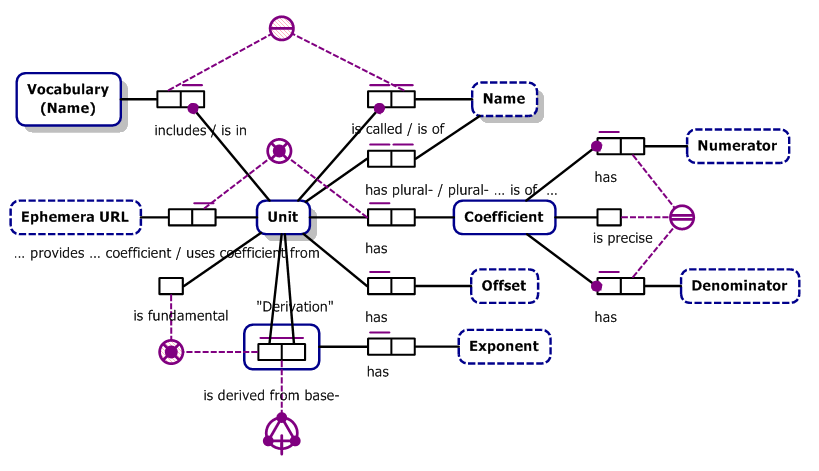 Vocabulary
(Name)
Name
includes / is in
is called / is of
Numerator
has
has plural- / plural- ... is of ...
Ephemera URL
Unit
Coefficient
is precise
... provides ... coefficient / uses coefficient from
has
Offset
Denominator
"Derivation"
is fundamental
has
has
Exponent
has
is derived from base-